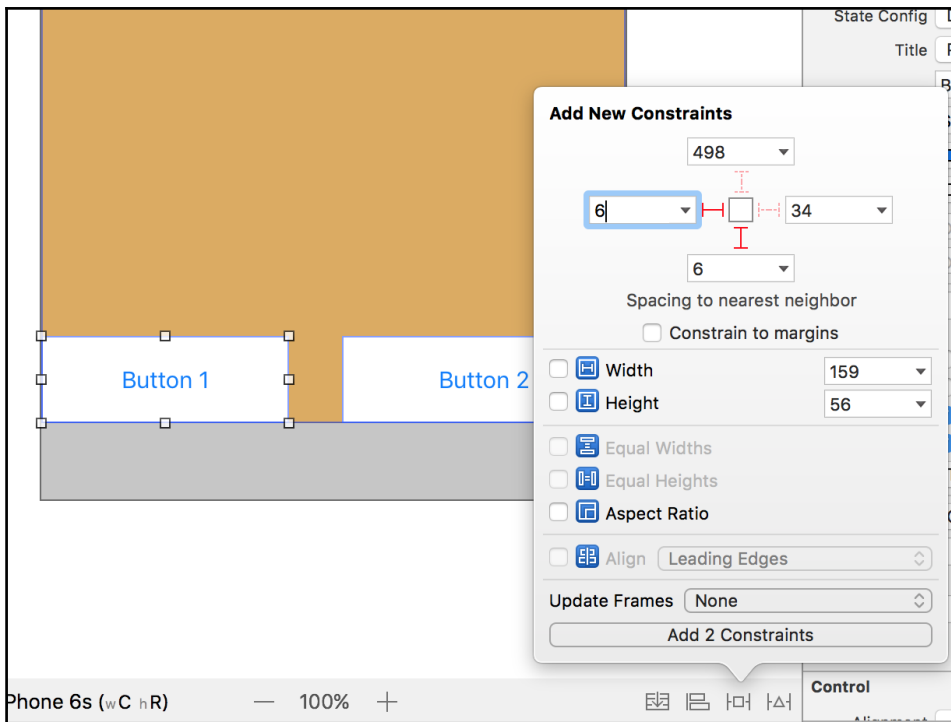 State Config
Title
Add New Constraints
498
6
34
6
Spacing to nearest neighbor
Constrain to margins
Width
159
Height
56
Equal Widths
Equal Heights
Aspect Ratio
Align
Leading Edges
Update Frames
None
Add 2 Constraints
Button 1
Button 2
Phone 6s (wC hR)
100%
Control
Alignment